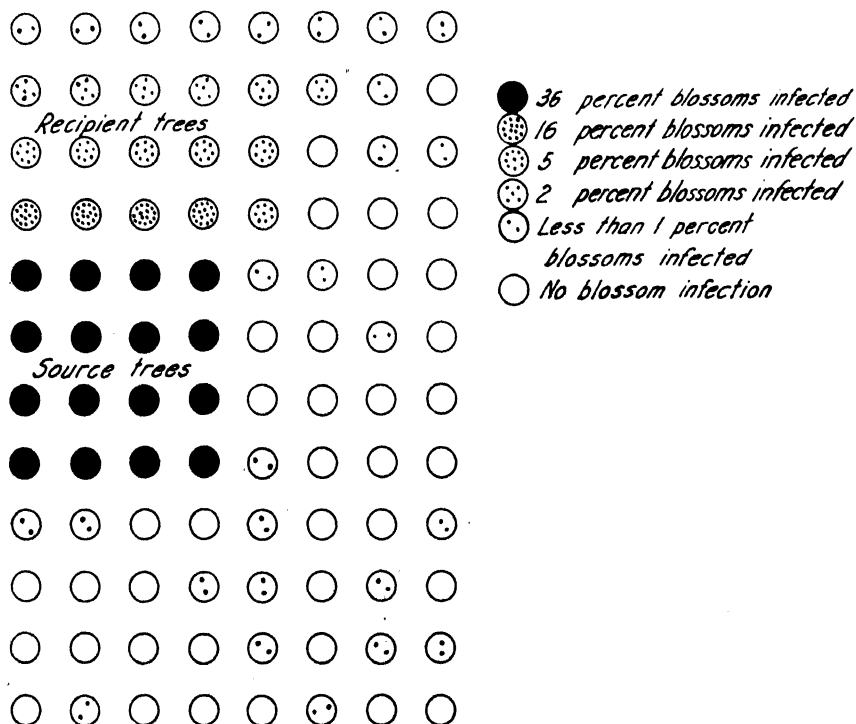 Recipient trees
Source trees
36 percent blossoms infected
16 percent blossoms infected
5 percent blossoms infected
2 percent blossoms infected
Less than 1 percent
blossoms infected
No blossom infection